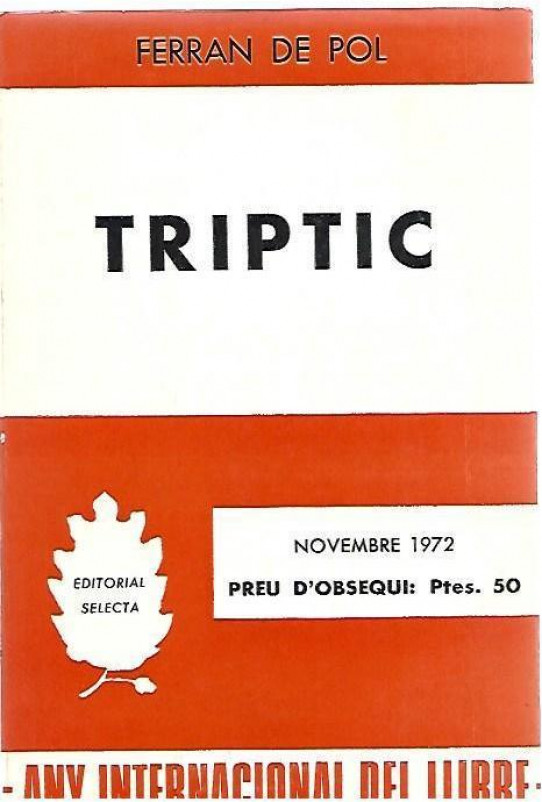 FERRAN DE POL
TRIPTIC
EDITORIAL
SELECTA
NOVEMBRE 1972
PREU D'OBSEQUI: Ptes. 50
- ANY INTERNACIONAL DEL LLIBRE -